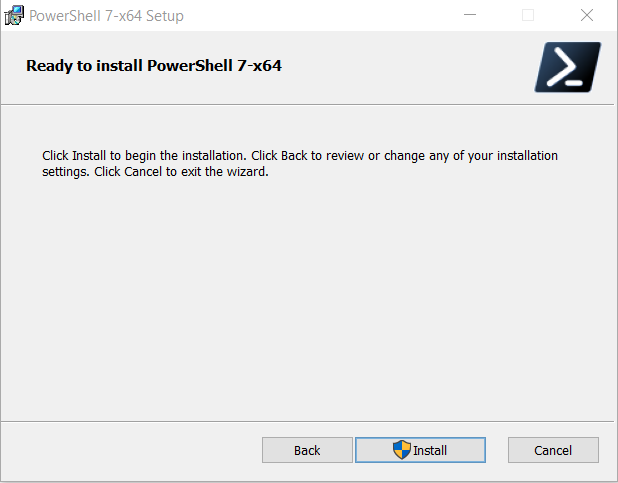 PowerShell 7-x64 Setup
Ready to install PowerShell 7-x64
Click Install to begin the installation. Click Back to review or change any of your installation
settings. Click Cancel to exit the wizard.
Back
Install
Cancel